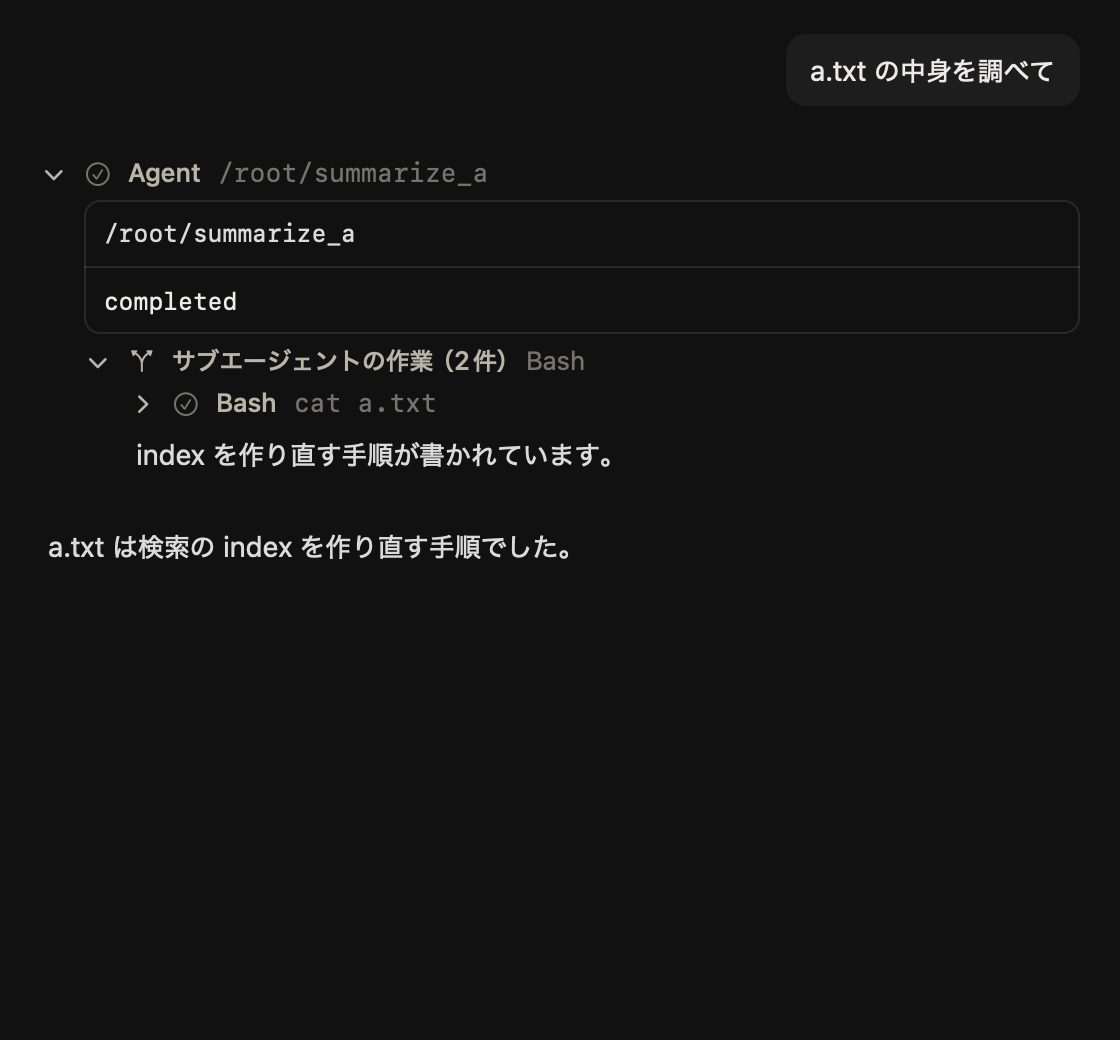 a.txt の中身を調べて
Agent /root/summarize_a
/root/summarize_a
completed
サブエージェントの作業（2件） Bash
Bash cat a.txt
index を作り直す手順が書かれています。
a.txt は検索の index を作り直す手順でした。